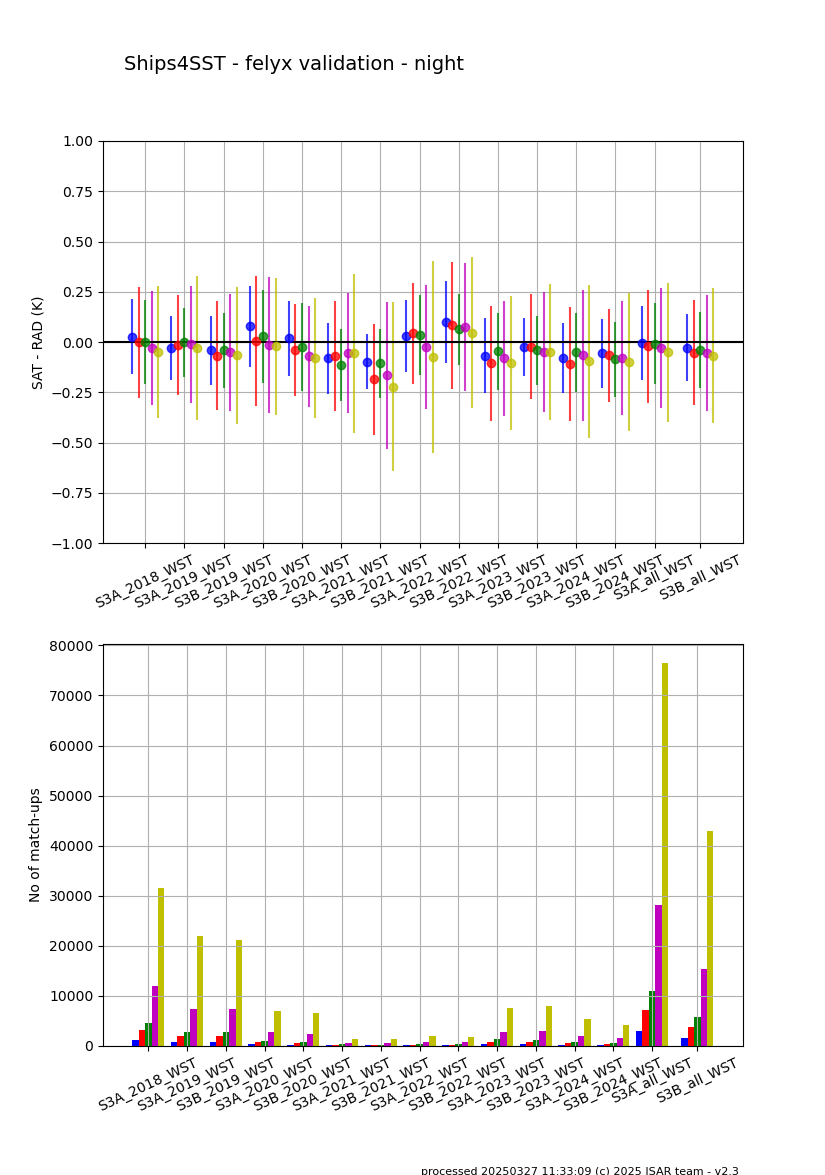 Ships4SST - felyx validation - night
1.00
0.75
0.50
0.25
0.00
−0.25
−0.50
−0.75
−1.00
SAT - RAD (K)
S3A_2018_WST
S3A_2019_WST
S3B_2019_WST
S3A_2020_WST
S3B_2020_WST
S3A_2021_WST
S3B_2021_WST
S3A_2022_WST
S3B_2022_WST
S3A_2023_WST
S3B_2023_WST
S3A_2024_WST
S3B_2024_WST
S3A_all_WST
S3B_all_WST
80000
70000
60000
50000
40000
30000
20000
10000
0
No of match-ups
S3A_2018_WST
S3A_2019_WST
S3B_2019_WST
S3A_2020_WST
S3B_2020_WST
S3A_2021_WST
S3B_2021_WST
S3A_2022_WST
S3B_2022_WST
S3A_2023_WST
S3B_2023_WST
S3A_2024_WST
S3B_2024_WST
S3A_all_WST
S3B_all_WST
processed 20250327 11:33:09 (c) 2025 ISAR team - v2.3